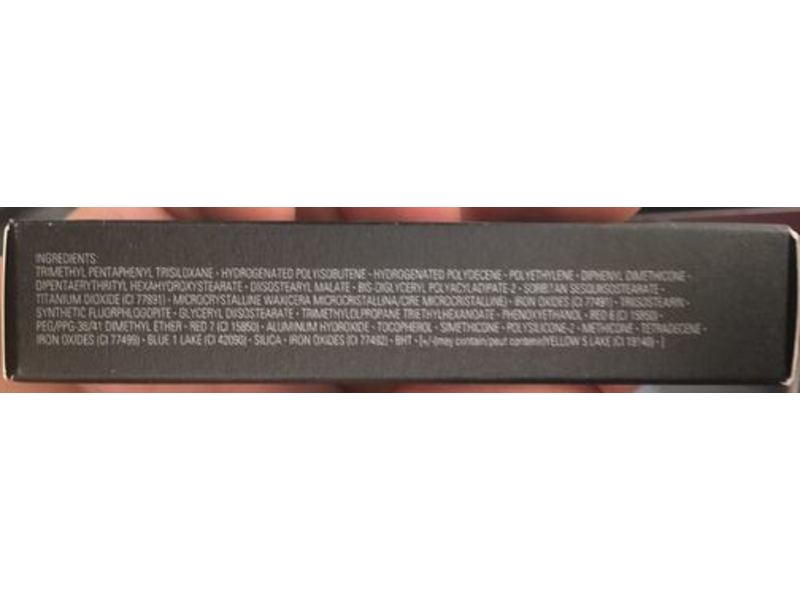 INGREDIENTS:
TRIMETHYL PENTAPHENYL TRISILOXANE • HYDROGENATED POLYISOBUTENE • HYDROGENATED POLYDECENE • POLYETHYLENE • DIPHENYL DIMETHICONE •
DIPENTAERYTHRITYL HEXAHYDROXYSTEARATE • DIISOSTEARYL MALATE • BIS-DIGLYCERYL POLYACYLADIPATE-2 • SORBITAN SESQUIISOSTEARATE •
TITANIUM DIOXIDE (CI 77891) • MICROCRYSTALLINE WAX(CERA MICROCRISTALLINA/CIRE MICROCRISTALLINE) • IRON OXIDES (CI 77491) • TRIISOSTEARIN •
SYNTHETIC FLUORPHLOGOPITE • GLYCERYL DIISOSTEARATE • TRIMETHYLOLPROPANE TRIETHYLHEXANOATE • PHENOXYETHANOL • RED 6 (CI 15850) •
PEG/PPG-36/41 DIMETHYL ETHER • RED 7 (CI 15850) • ALUMINUM HYDROXIDE • TOCOPHEROL • SIMETHICONE • POLYSILICONE-2 • METHICONE • TETRADECENE •
IRON OXIDES (CI 77499) • BLUE 1 LAKE (CI 42090) • SILICA • IRON OXIDES (CI 77492) • BHT • [+/-(may contain/peut contenir)YELLOW 5 LAKE (CI 19140) • ]